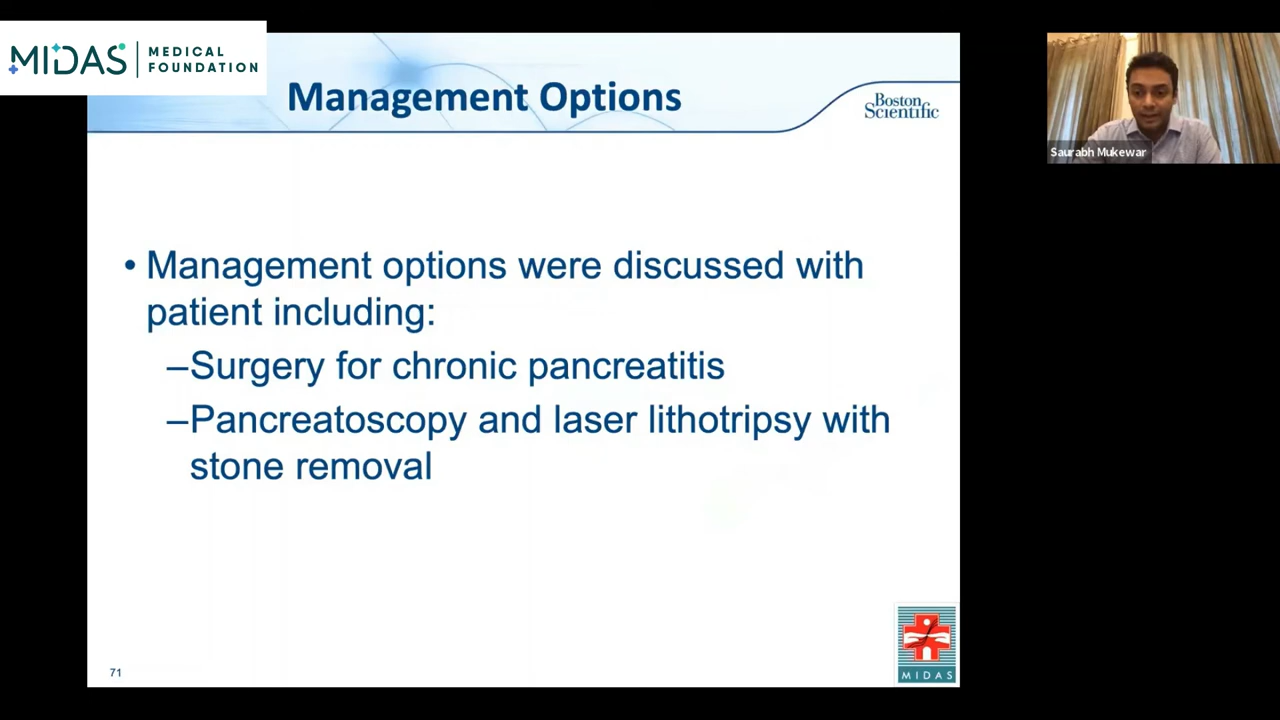 MIDAS MEDICAL FOUNDATION
Management Options
Boston Scientific
Saurabh Mukewar
• Management options were discussed with
patient including:
–Surgery for chronic pancreatitis
–Pancreatoscopy and laser lithotripsy with
stone removal
71
MIDAS